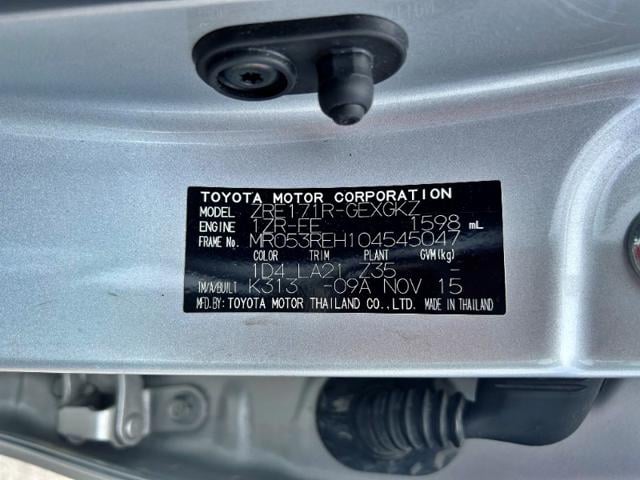 TOYOTA MOTOR CORPORATION
MODEL ZRE171R-GEXGKZ
ENGINE 1ZR-FE 1598 mL
FRAME No. MR053REH104545047
COLOR TRIM PLANT GVM(kg)
1D4 LA21 Z35 -
TM/A/BUILT K313 -09A NOV 15
MFD.BY: TOYOTA MOTOR THAILAND CO.,LTD. MADE IN THAILAND